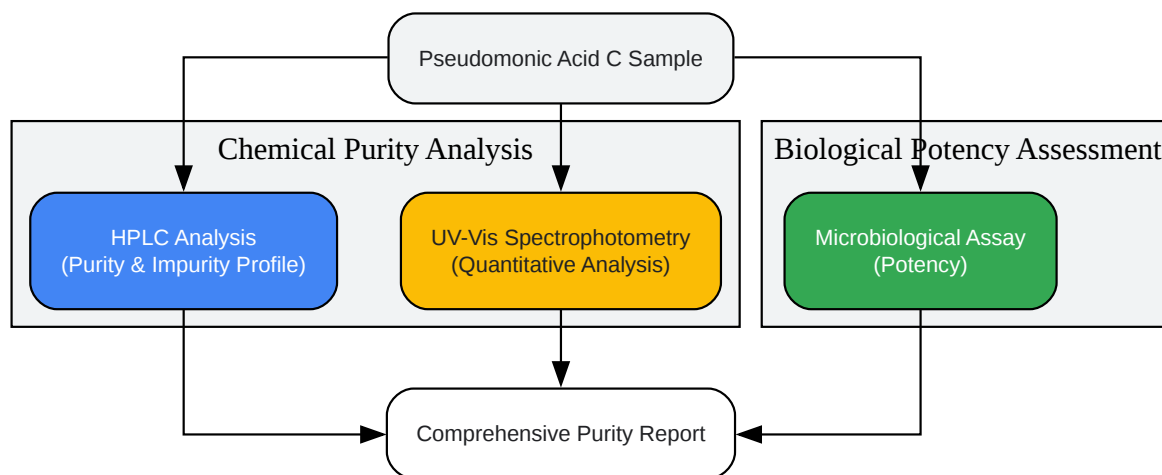 Pseudomonic Acid C Sample
Chemical Purity Analysis
Biological Potency Assessment
HPLC Analysis
(Purity & Impurity Profile)
UV-Vis Spectrophotometry
(Quantitative Analysis)
Microbiological Assay
(Potency)
Comprehensive Purity Report